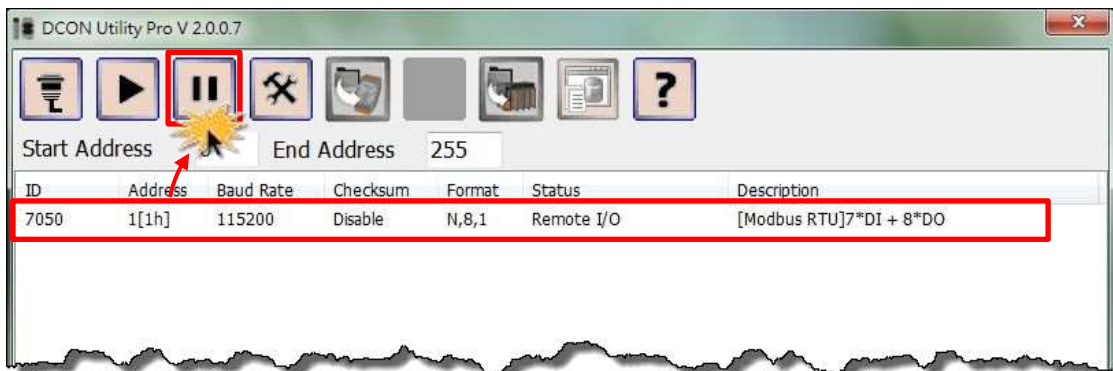 DCON Utility Pro V 2.0.0.7
x
?
Start Address End Address 255
ID Address Baud Rate Checksum Format Status Description
7050 1[1h] 115200 Disable N,8,1 Remote I/O [Modbus RTU]7*DI + 8*DO